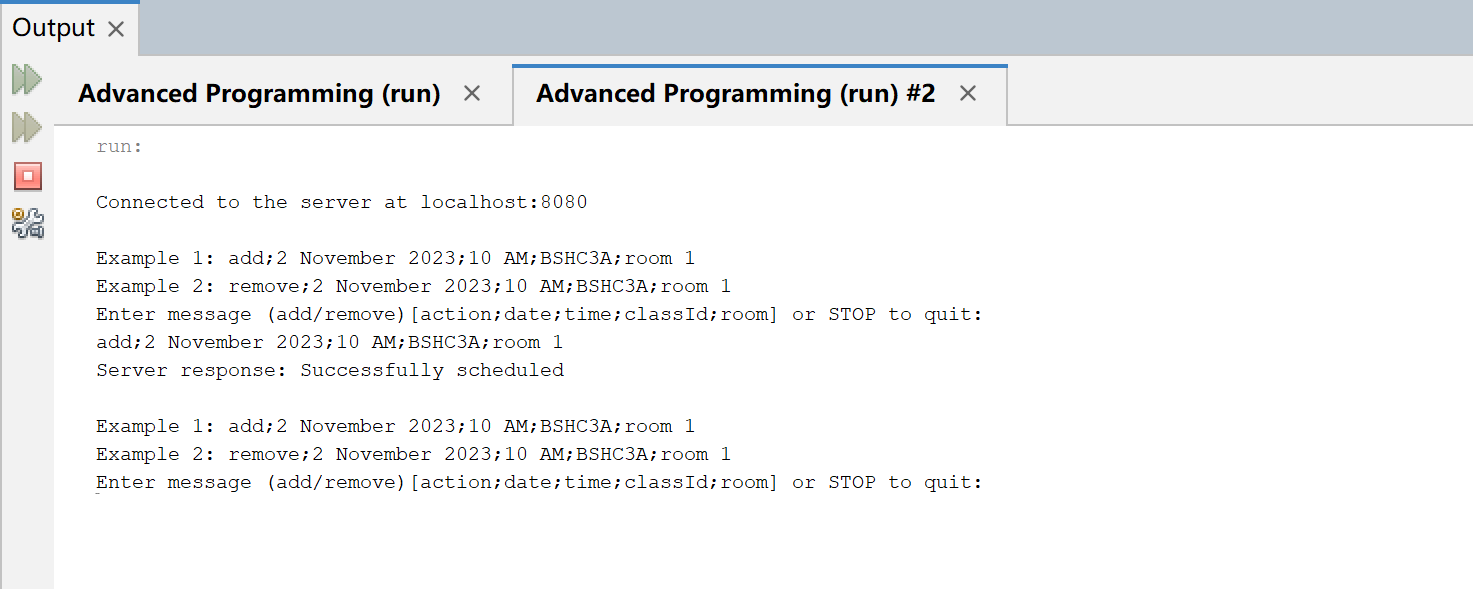 Output
Advanced Programming (run)
Advanced Programming (run) #2
run:
Connected to the server at localhost:8080
Example 1: add;2 November 2023;10 AM;BSHC3A;room 1
Example 2: remove;2 November 2023;10 AM;BSHC3A;room 1
Enter message (add/remove)[action;date;time;classId;room] or STOP to quit:
add;2 November 2023;10 AM;BSHC3A;room 1
Server response: Successfully scheduled
Example 1: add;2 November 2023;10 AM;BSHC3A;room 1
Example 2: remove;2 November 2023;10 AM;BSHC3A;room 1
Enter message (add/remove)[action;date;time;classId;room] or STOP to quit: